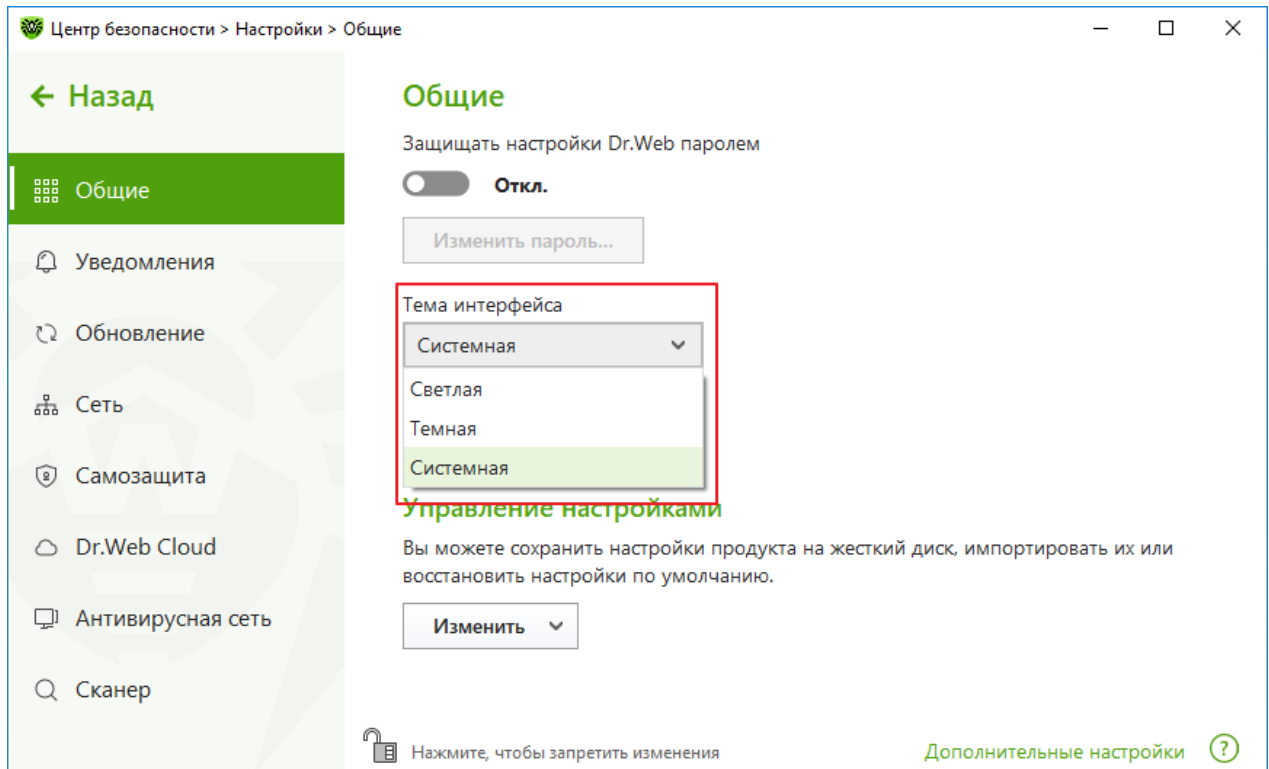 Центр безопасности > Настройки > Общие
Назад
Общие
Уведомления
Обновление
Сеть
Самозащита
Dr.Web Cloud
Антивирусная сеть
Сканер
Общие
Защищать настройки Dr.Web паролем
Откл.
Изменить пароль...
Тема интерфейса
Системная
Светлая
Темная
Системная
Управление настройками
Вы можете сохранить настройки продукта на жесткий диск, импортировать их или
восстановить настройки по умолчанию.
Изменить
Нажмите, чтобы запретить изменения
Дополнительные настройки ?